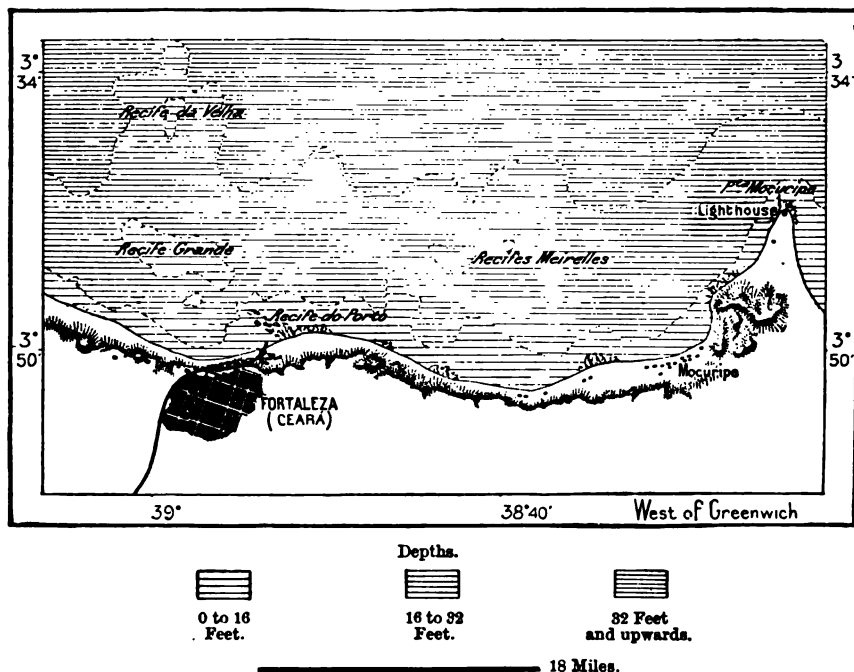 3° 3
34' 34'
Recife da Velha
pta Mocuripe
Lighthouse
Recife Grande
Recifes Meirelles
Recife do Porto
3° 3°
50' 50'
Mocuripe
FORTALEZA
(CEARÁ)
39° 38°40' West of Greenwich
Depths.
0 to 16 16 to 32 32 Feet
Feet. Feet. and upwards.
18 Miles.